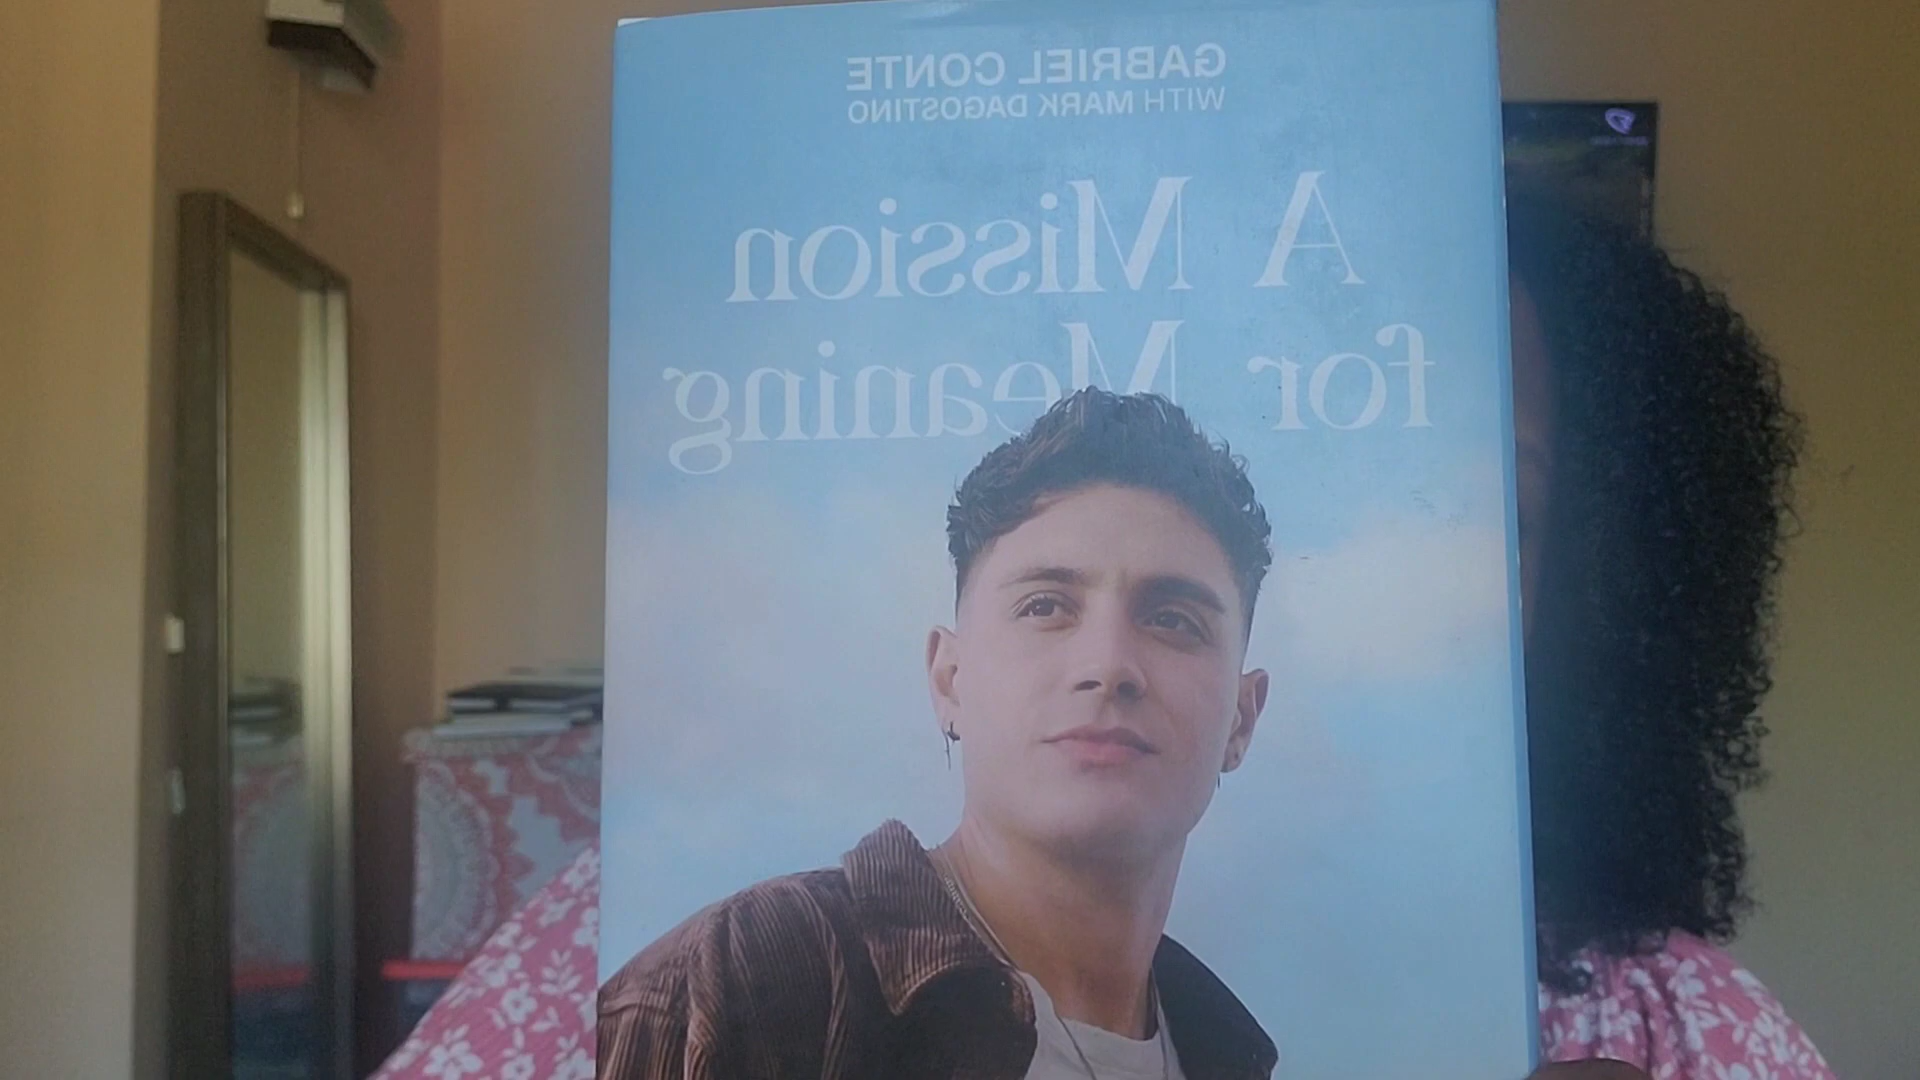 GABRIEL CONTE
WITH MARK DAGOSTINO
A Mission
for Meaning